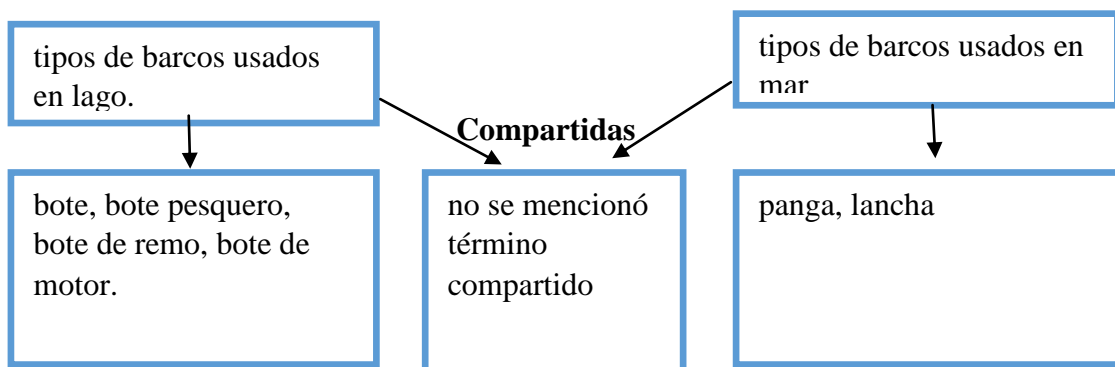 tipos de barcos usados
en lago.
tipos de barcos usados en
mar
Compartidas
bote, bote pesquero,
bote de remo, bote de
motor.
no se mencionó
término
compartido
panga, lancha